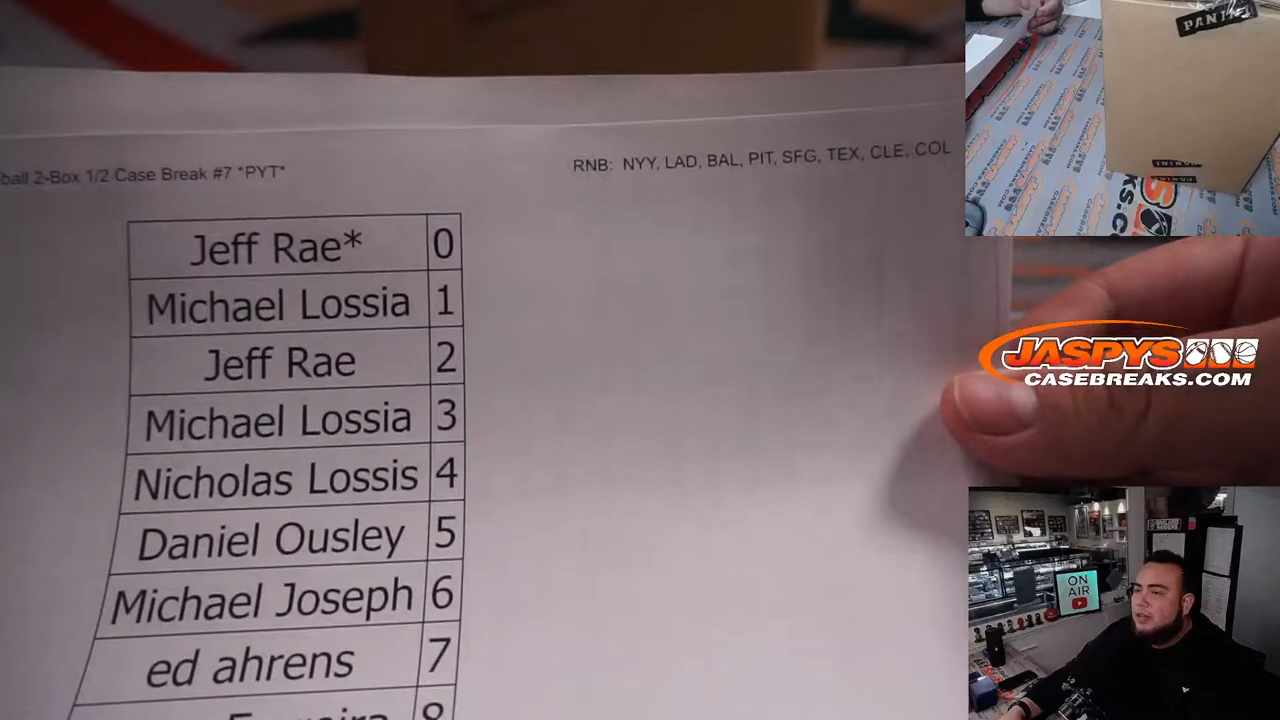 PANINI
ball 2-Box 1/2 Case Break #7 *PYT*
RNB: NYY, LAD, BAL, PIT, SFG, TEX, CLE, COL
Jeff Rae* 0
Michael Lossia 1
Jeff Rae 2
Michael Lossia 3
Nicholas Lossis 4
Daniel Ousley 5
Michael Joseph 6
ed ahrens 7
8
JASPYS
CASEBREAKS.COM
ON
AIR